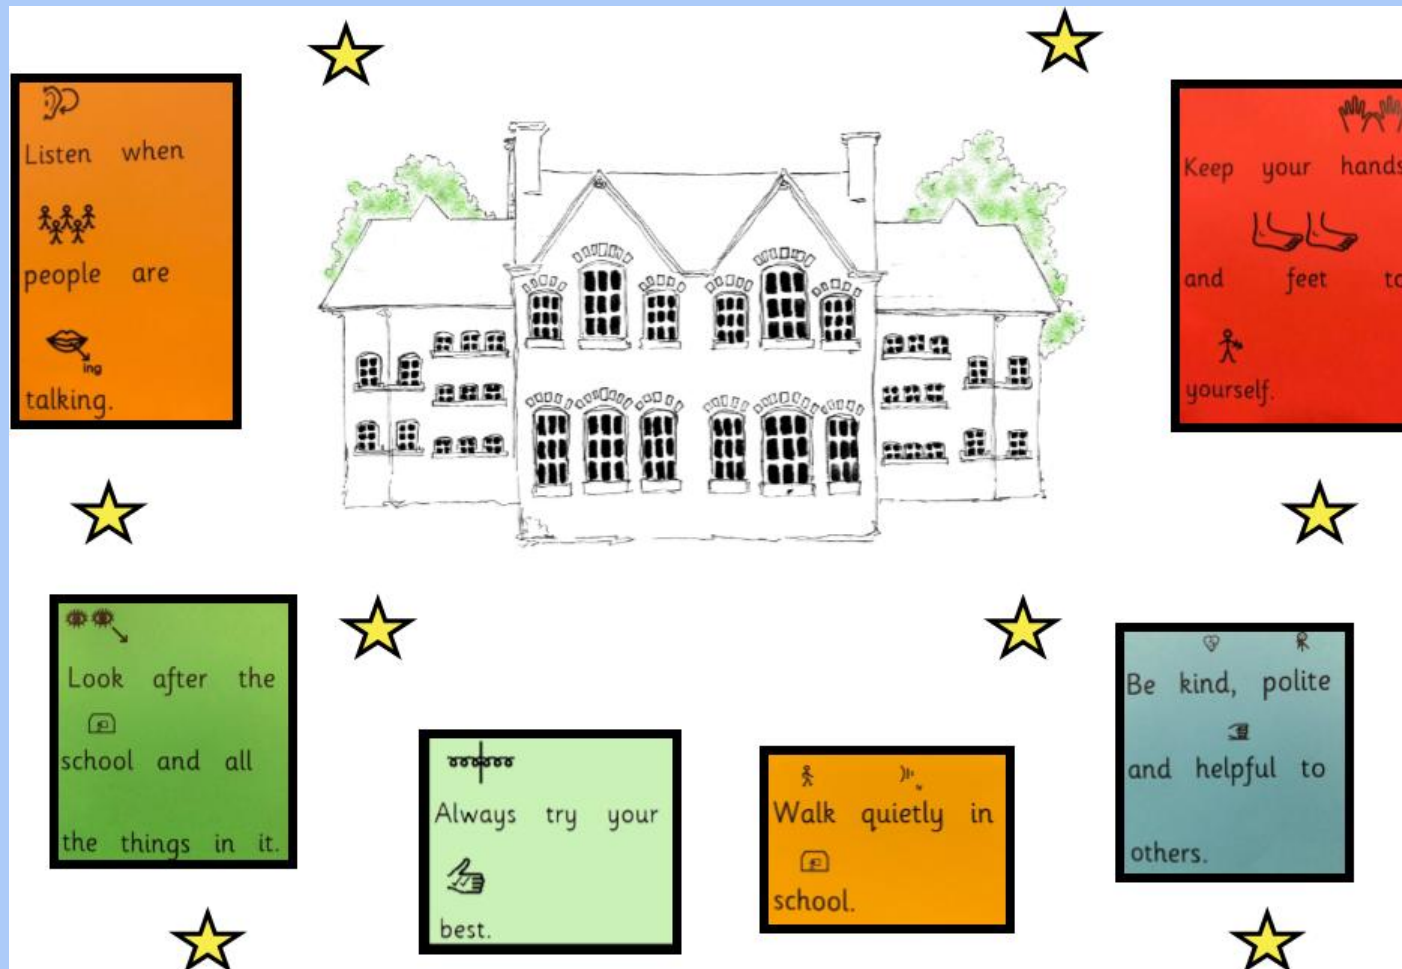 Listen when
people are
ing
talking.
Keep your hands
and feet to
yourself.
Look after the
school and all
the things in it.
Always try your
best.
Walk quietly in
school.
Be kind, polite
and helpful to
others.